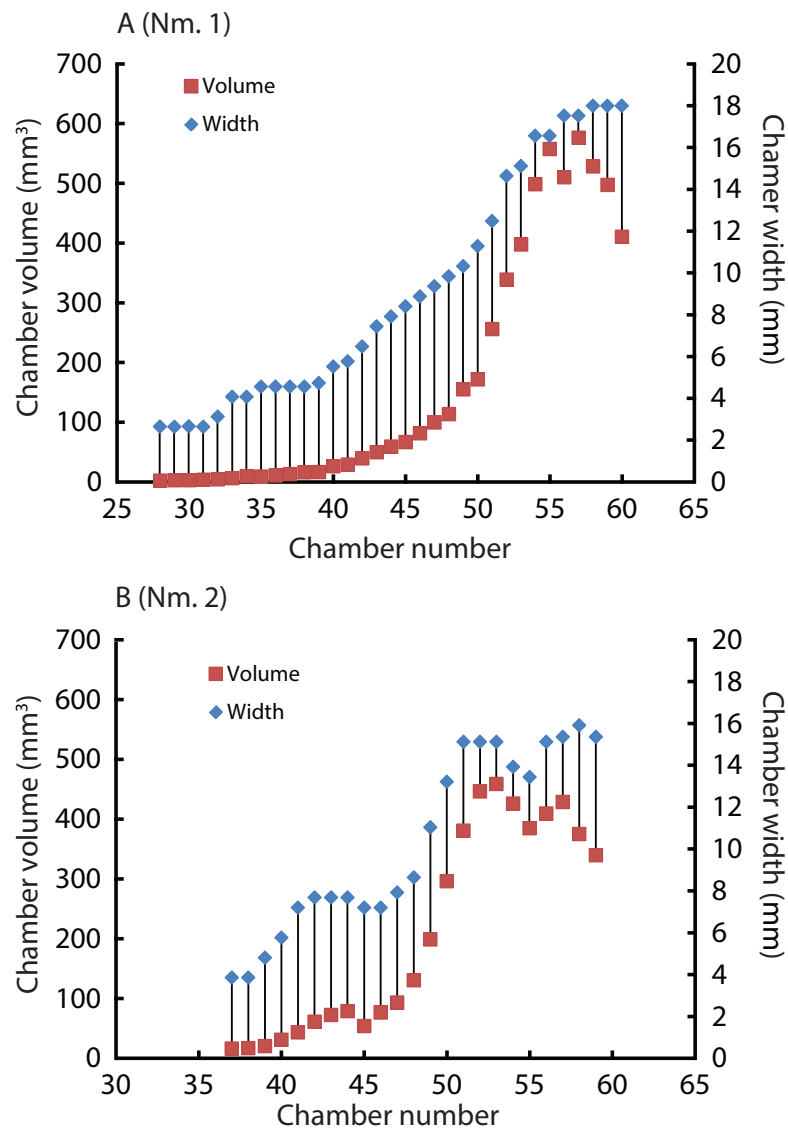 A (Nm. 1)
700
600
500
400
300
200
100
0
Chamber volume (mm³)
Volume
Width
20
18
16
14
12
10
8
6
4
2
0
Chamer width (mm)
25 30 35 40 45 50 55 60 65
Chamber number
B (Nm. 2)
700
600
500
400
300
200
100
0
Chamber volume (mm³)
Volume
Width
20
18
16
14
12
10
8
6
4
2
0
Chamber width (mm)
30 35 40 45 50 55 60 65
Chamber number